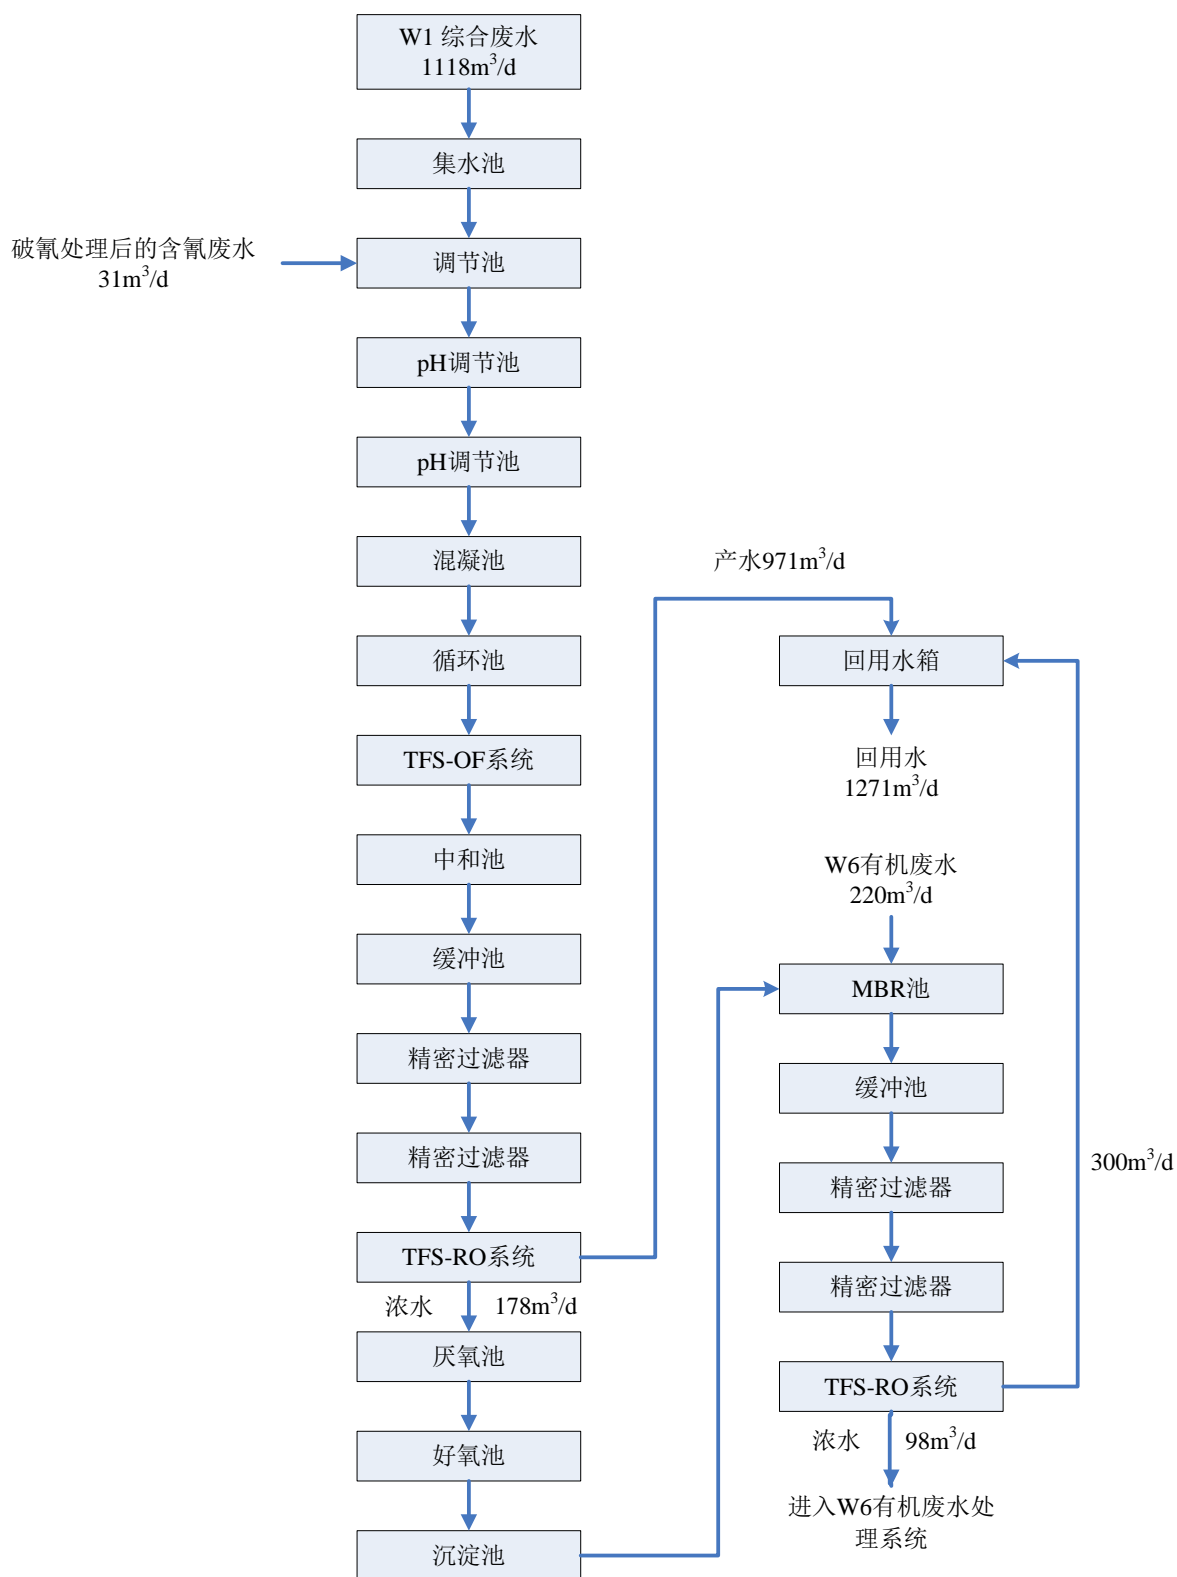 W1 综合废水
1118m³/d
集水池
破氰处理后的含氰废水
31m³/d
调节池
pH调节池
pH调节池
混凝池
循环池
TFS-OF系统
中和池
缓冲池
精密过滤器
精密过滤器
TFS-RO系统
浓水
178m³/d
厌氧池
好氧池
沉淀池
产水971m³/d
回用水箱
回用水
1271m³/d
W6有机废水
220m³/d
MBR池
缓冲池
精密过滤器
精密过滤器
300m³/d
TFS-RO系统
浓水
98m³/d
进入W6有机废水处
理系统